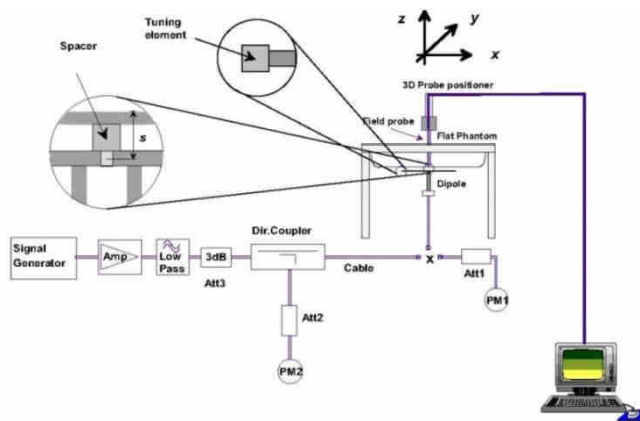 Tuning
element
Spacer
s
z
y
x
3D Probe positioner
Field probe
Flat Phantom
Dipole
Signal
Generator
Amp
Low
Pass
3dB
Att3
Dir.Coupler
Cable
x
Att1
PM1
Att2
PM2